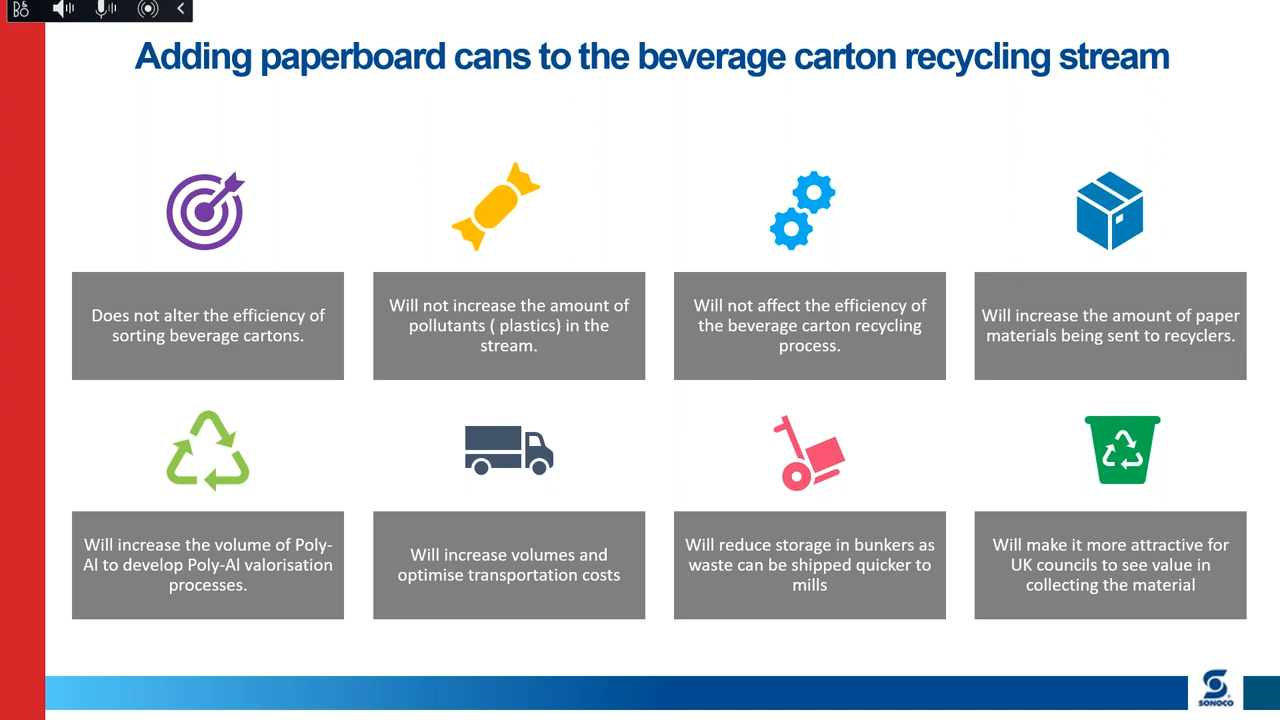 Adding paperboard cans to the beverage carton recycling stream
Does not alter the efficiency of
sorting beverage cartons.
Will not increase the amount of
pollutants ( plastics) in the
stream.
Will not affect the efficiency of
the beverage carton recycling
process.
Will increase the amount of paper
materials being sent to recyclers.
Will increase the volume of Poly-
Al to develop Poly-Al valorisation
processes.
Will increase volumes and
optimise transportation costs
Will reduce storage in bunkers as
waste can be shipped quicker to
mills
Will make it more attractive for
UK councils to see value in
collecting the material
SONOCO